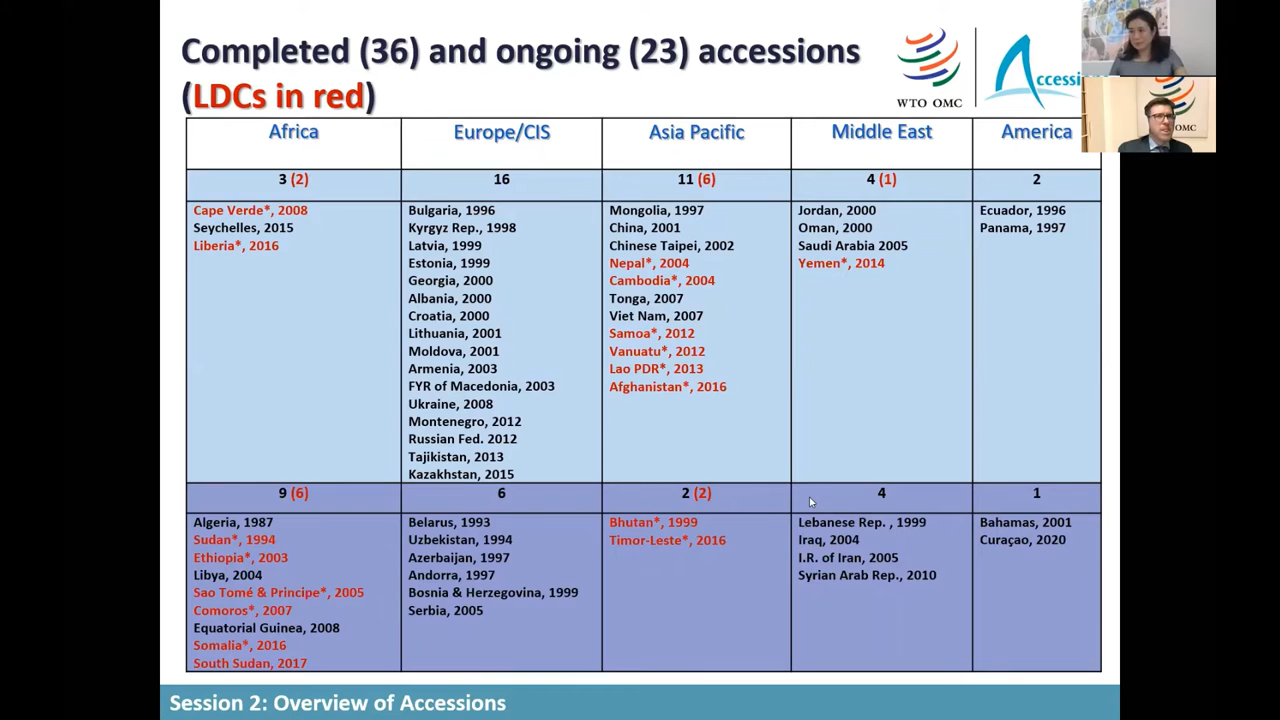 Completed (36) and ongoing (23) accessions
(LDCs in red)
WTO OMC
Accessi
OMC
Africa
Europe/CIS
Asia Pacific
Middle East
America
3 (2)
16
11 (6)
4 (1)
2
Cape Verde*, 2008
Seychelles, 2015
Liberia*, 2016
Bulgaria, 1996
Kyrgyz Rep., 1998
Latvia, 1999
Estonia, 1999
Georgia, 2000
Albania, 2000
Croatia, 2000
Lithuania, 2001
Moldova, 2001
Armenia, 2003
FYR of Macedonia, 2003
Ukraine, 2008
Montenegro, 2012
Russian Fed. 2012
Tajikistan, 2013
Kazakhstan, 2015
Mongolia, 1997
China, 2001
Chinese Taipei, 2002
Nepal*, 2004
Cambodia*, 2004
Tonga, 2007
Viet Nam, 2007
Samoa*, 2012
Vanuatu*, 2012
Lao PDR*, 2013
Afghanistan*, 2016
Jordan, 2000
Oman, 2000
Saudi Arabia 2005
Yemen*, 2014
Ecuador, 1996
Panama, 1997
9 (6)
6
2 (2)
4
1
Algeria, 1987
Sudan*, 1994
Ethiopia*, 2003
Libya, 2004
Sao Tomé & Principe*, 2005
Comoros*, 2007
Equatorial Guinea, 2008
Somalia*, 2016
South Sudan, 2017
Belarus, 1993
Uzbekistan, 1994
Azerbaijan, 1997
Andorra, 1997
Bosnia & Herzegovina, 1999
Serbia, 2005
Bhutan*, 1999
Timor-Leste*, 2016
Lebanese Rep. , 1999
Iraq, 2004
I.R. of Iran, 2005
Syrian Arab Rep., 2010
Bahamas, 2001
Curaçao, 2020
Session 2: Overview of Accessions